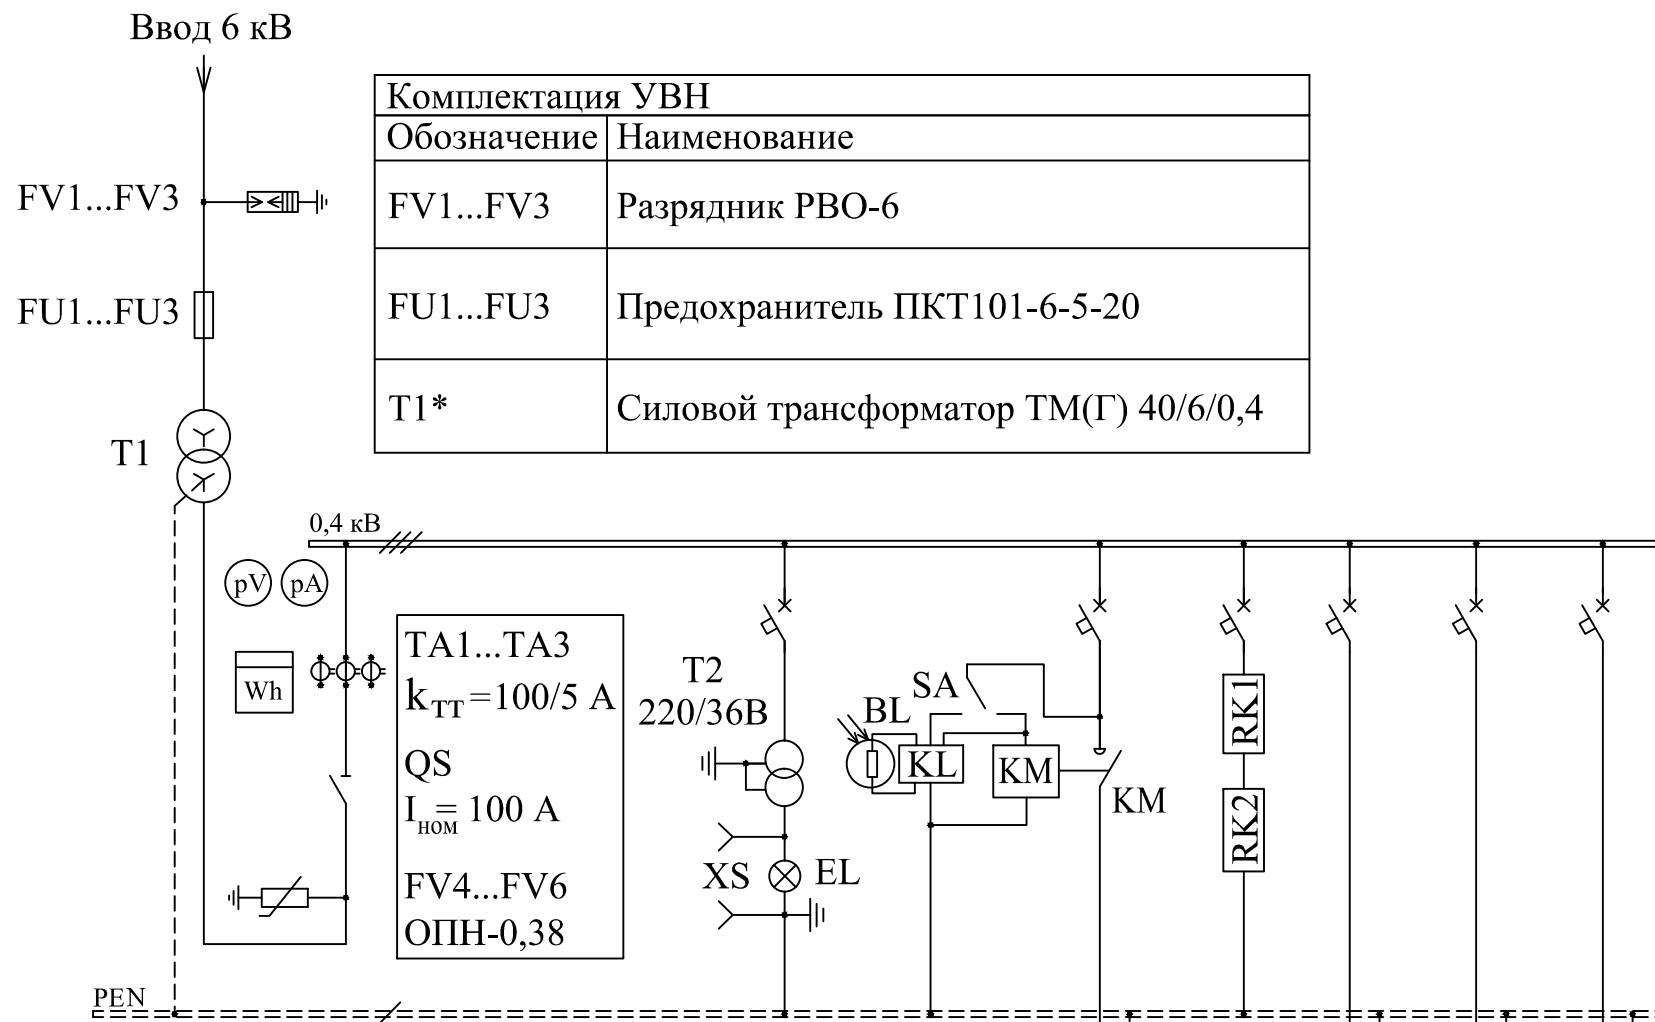 Ввод 6 кВ
Комплектация УВН
Обозначение Наименование
FV1...FV3
FV1...FV3 Разрядник РВО-6
FU1...FU3
FU1...FU3 Предохранитель ПКТ101-6-5-20
T1
T1* Силовой трансформатор ТМ(Г) 40/6/0,4
0,4 кВ
pV pA
Wh
TA1...TA3
kТТ=100/5 А
QS
Iном= 100 А
FV4...FV6
ОПН-0,38
T2
220/36В
XS EL
BL
SA
KL
KM
KM
RK1
RK2
PEN